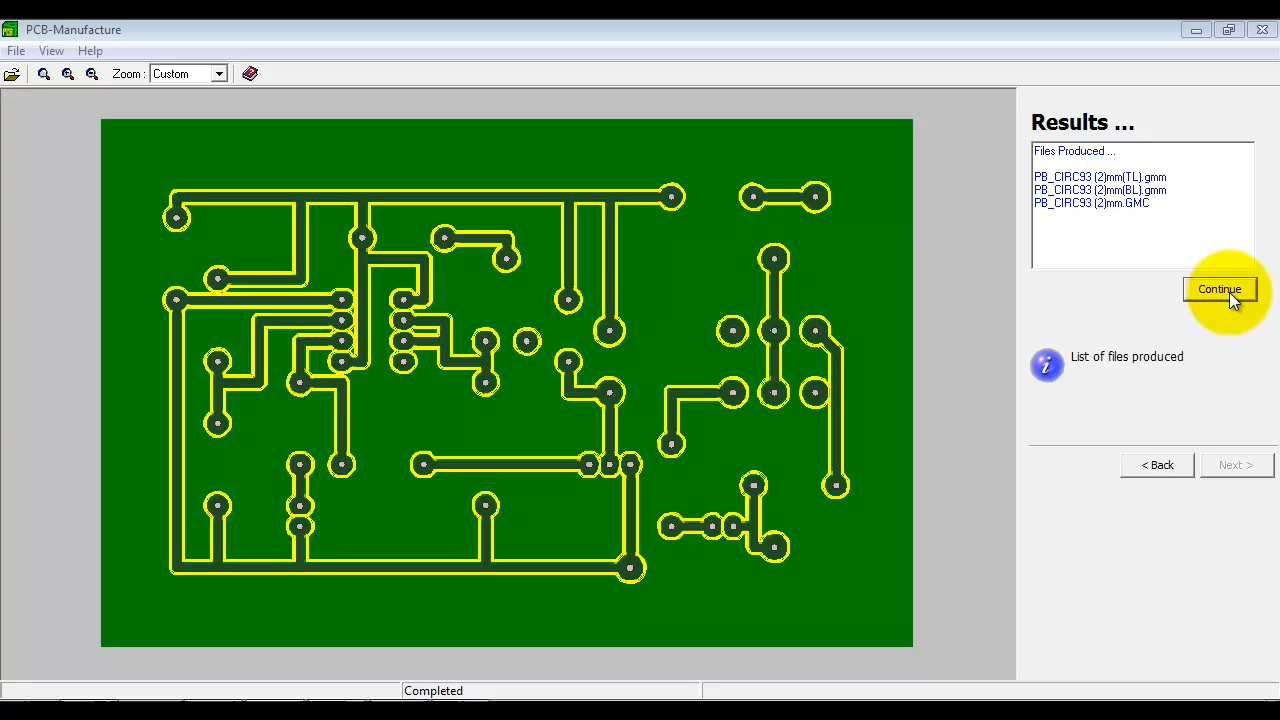 PCB-Manufacture
File View Help
Zoom : Custom
Results ...
Files Produced ...
PB_CIRC93 (2)mm(TL).gmm
PB_CIRC93 (2)mm(BL).gmm
PB_CIRC93 (2)mm.GMC
Continue
List of files produced
< Back Next >
Completed